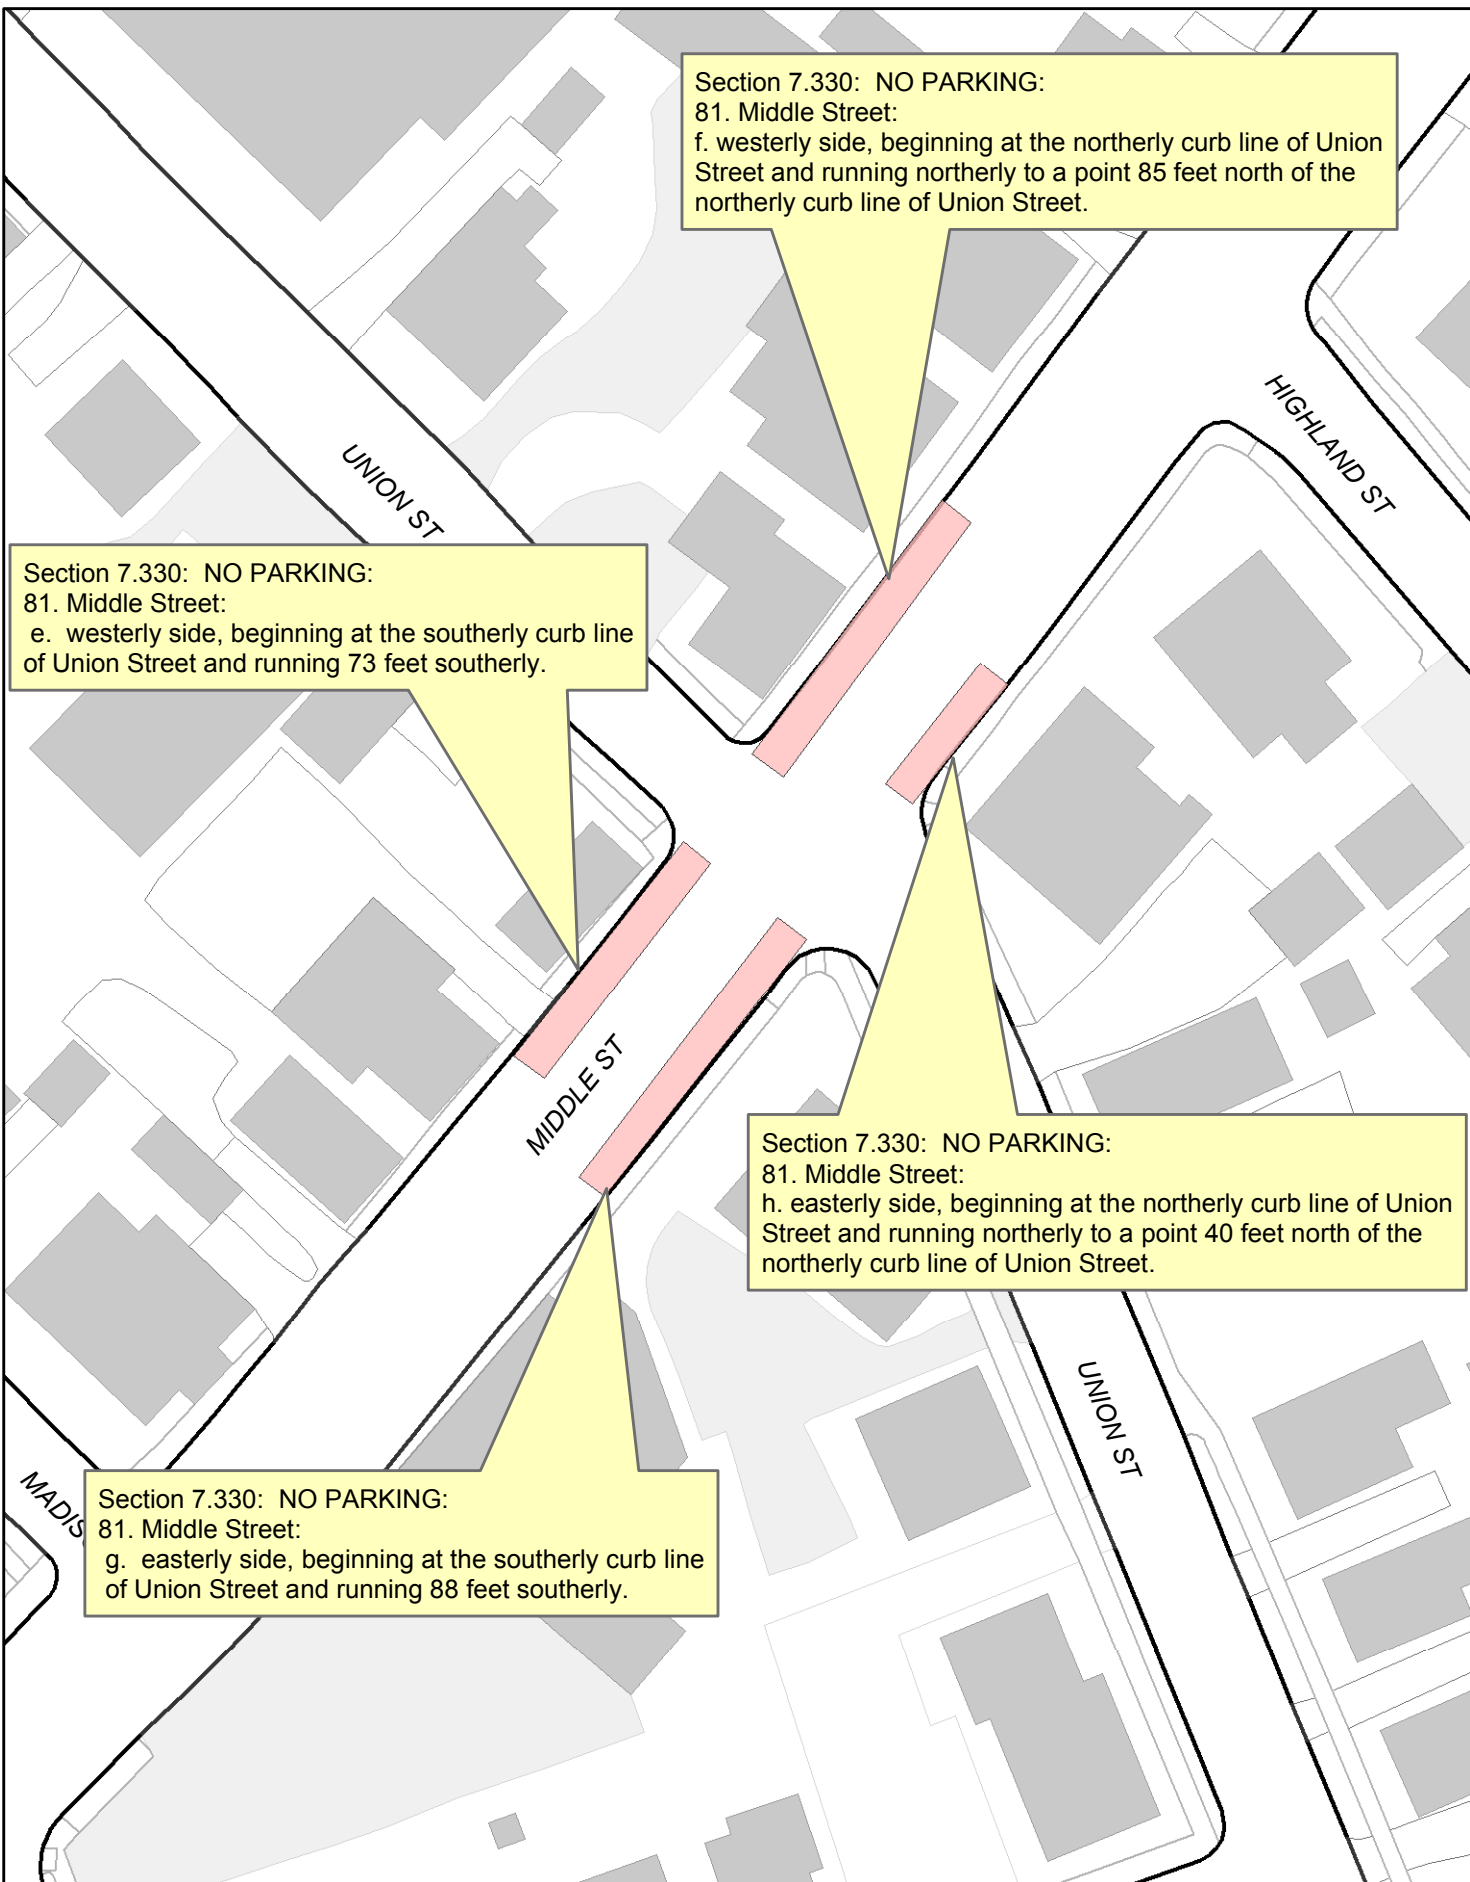 Section 7.330:  NO PARKING:
81. Middle Street:
f. westerly side, beginning at the northerly curb line of Union
Street and running northerly to a point 85 feet north of the
northerly curb line of Union Street.
HIGHLAND ST
UNION ST
Section 7.330:  NO PARKING:
81. Middle Street:
e.  westerly side, beginning at the southerly curb line
of Union Street and running 73 feet southerly.
MIDDLE ST
Section 7.330:  NO PARKING:
81. Middle Street:
h. easterly side, beginning at the northerly curb line of Union
Street and running northerly to a point 40 feet north of the
northerly curb line of Union Street.
UNION ST
MADIS
Section 7.330:  NO PARKING:
81. Middle Street:
g.  easterly side, beginning at the southerly curb line
of Union Street and running 88 feet southerly.